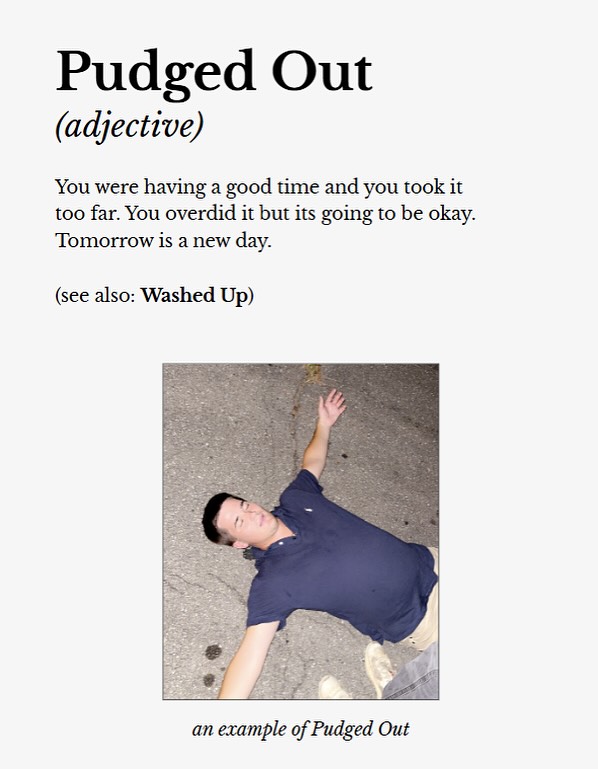 Pudged Out
(adjective)
You were having a good time and you took it
too far. You overdid it but its going to be okay.
Tomorrow is a new day.
(see also: Washed Up)
an example of Pudged Out